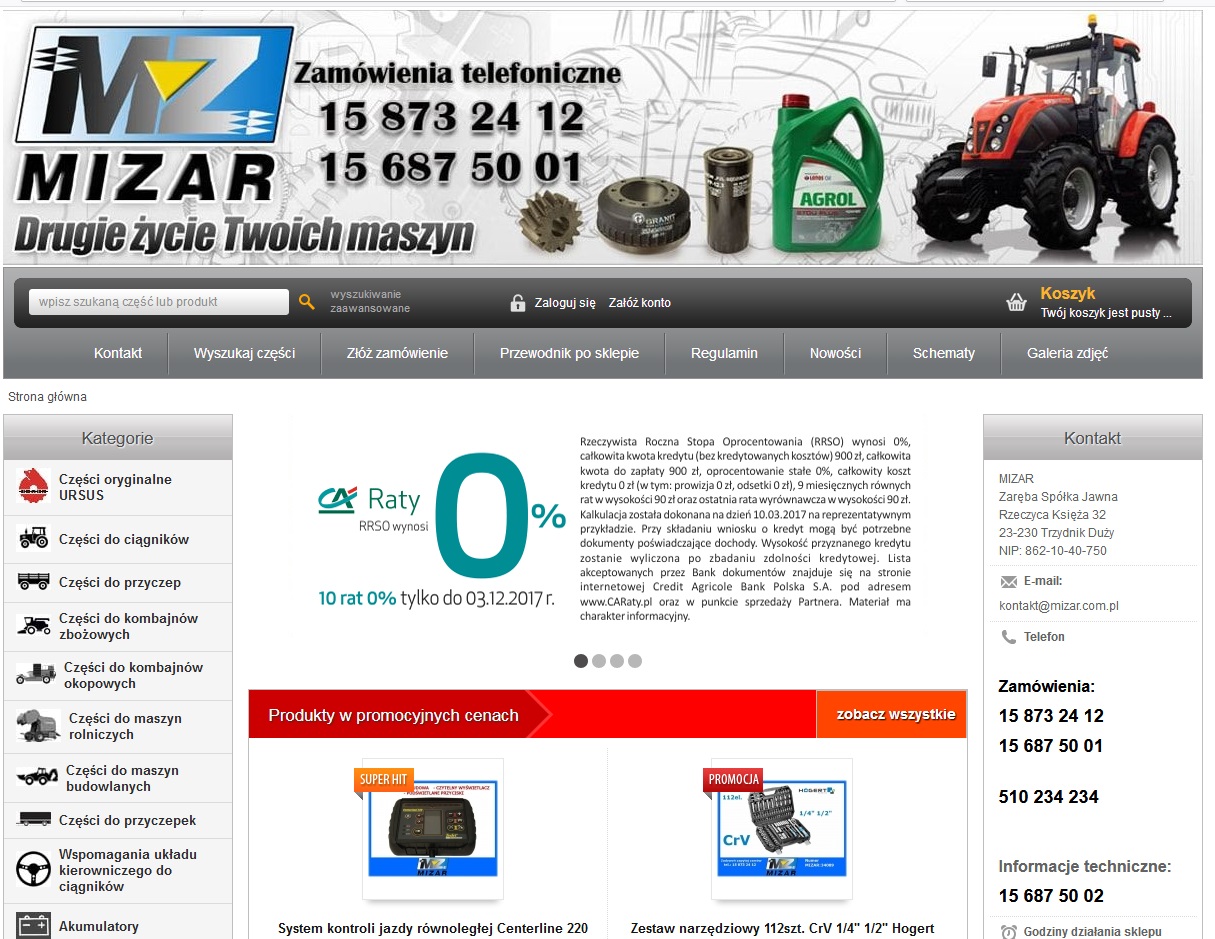 MZ
MIZAR
Drugie życie Twoich maszyn
Zamówienia telefoniczne
15 873 24 12
15 687 50 01
GRANIT
LOTOS OIL
AGROL
URSUS
wpisz szukaną część lub produkt
wyszukiwanie
zaawansowane
Zaloguj się
Załóż konto
Koszyk
Twój koszyk jest pusty ...
Kontakt
Wyszukaj części
Złóż zamówienie
Przewodnik po sklepie
Regulamin
Nowości
Schematy
Galeria zdjęć
Strona główna
Kategorie
Części oryginalne
URSUS
Części do ciągników
Części do przyczep
Części do kombajnów
zbożowych
Części do kombajnów
okopowych
Części do maszyn
rolniczych
Części do maszyn
budowlanych
Części do przyczepek
Wspomagania układu
kierowniczego do
ciągników
Akumulatory
CA Raty
RRSO wynosi
0%
10 rat 0% tylko do 03.12.2017 r.
Rzeczywista Roczna Stopa Oprocentowania (RRSO) wynosi 0%,
całkowita kwota kredytu (bez kredytowanych kosztów) 900 zł, całkowita
kwota do zapłaty 900 zł, oprocentowanie stałe 0%, całkowity koszt
kredytu 0 zł (w tym: prowizja 0 zł, odsetki 0 zł), 9 miesięcznych równych
rat w wysokości 90 zł oraz ostatnia rata wyrównawcza w wysokości 90 zł.
Kalkulacja została dokonana na dzień 10.03.2017 na reprezentatywnym
przykładzie. Przy składaniu wniosku o kredyt mogą być potrzebne
dokumenty poświadczające dochody. Wysokość przyznanego kredytu
zostanie wyliczona po zbadaniu zdolności kredytowej. Lista
akceptowanych przez Bank dokumentów znajduje się na stronie
internetowej Credit Agricole Bank Polska S.A. pod adresem
www.CARaty.pl oraz w punkcie sprzedaży Partnera. Materiał ma
charakter informacyjny.
Produkty w promocyjnych cenach
zobacz wszystkie
SUPER HIT
- CZYTELNY WYŚWIETLACZ
- PODŚWIETLANE PRZYCISKI
MZ
MIZAR
System kontroli jazdy równoległej Centerline 220
PROMOCJA
112el.
HÖGERT
1/4" 1/2"
CrV
MZ
MIZAR
Zestaw narzędziowy 112szt. CrV 1/4" 1/2" Hogert
Kontakt
MIZAR
Zaręba Spółka Jawna
Rzeczyca Księża 32
23-230 Trzydnik Duży
NIP: 862-10-40-750
E-mail:
kontakt@mizar.com.pl
Telefon
Zamówienia:
15 873 24 12
15 687 50 01
510 234 234
Informacje techniczne:
15 687 50 02
Godziny działania sklepu